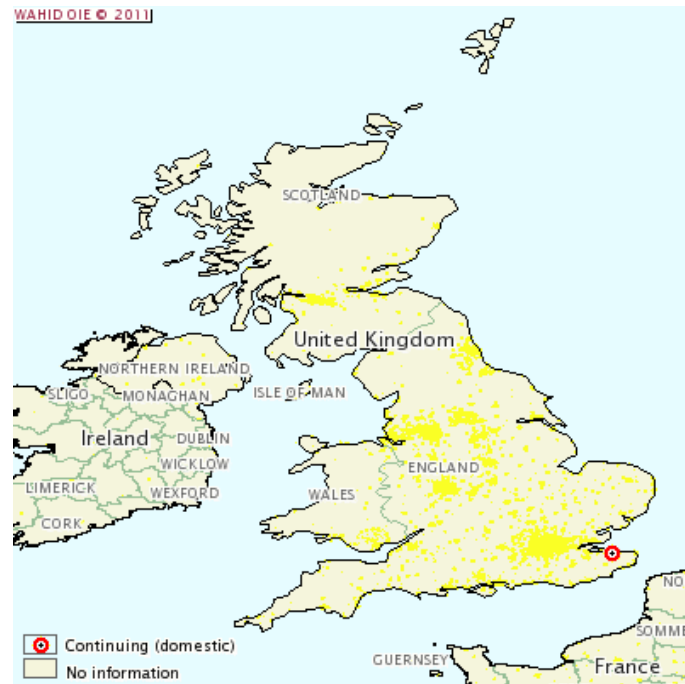 WAHID OIE © 2011
SCOTLAND
United Kingdom
NORTHERN IRELAND
SLIGO
MONAGHAN
ISLE OF MAN
Ireland
DUBLIN
WICKLOW
ENGLAND
LIMERICK
WEXFORD
WALES
CORK
NO
SOMME
GUERNSEY
France
Continuing (domestic)
No information